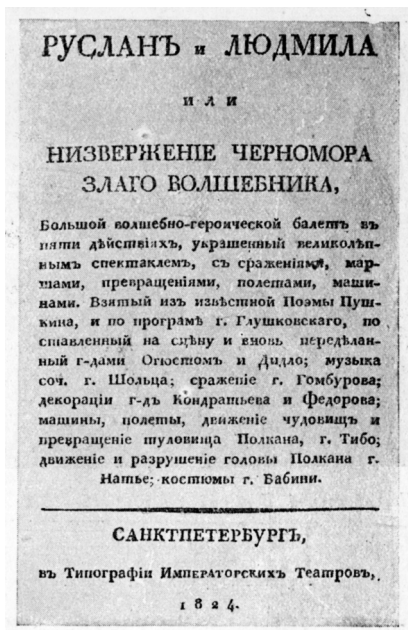 РУСЛАНЪ и ЛЮДМИЛА
или
НИЗВЕРЖЕНІЕ ЧЕРНОМОРА
ЗЛАГО ВОЛШЕБНИКА,
Большой волшебно-героической балетъ въ
пяти дѣйствіяхъ, украшенный великолѣп-
нымъ спектаклемъ, съ сраженіями, мар-
шами, превращеніями, полетами, маши-
нами. Взятый изъ извѣстной Поэмы Пуш-
кина, и по програмѣ г. Глушковскаго, по
ставленный на сцѣну и вновь передѣлан-
ный г-дами Огюстомъ и Дидло; музыка
соч. г. Шольца; сраженіе г. Гомбурова;
декораціи г-дъ Кондратьева и Федорова;
машины, полеты, движеніе чудовищъ и
превращеніе туловища Полкана, г. Тибо;
движеніе и разрушеніе головы Полкана г.
Натье; костюмы г. Бабини.
САНКТПЕТЕРБУРГЪ,
въ Типографіи Императорскихъ Театровъ,
1824.